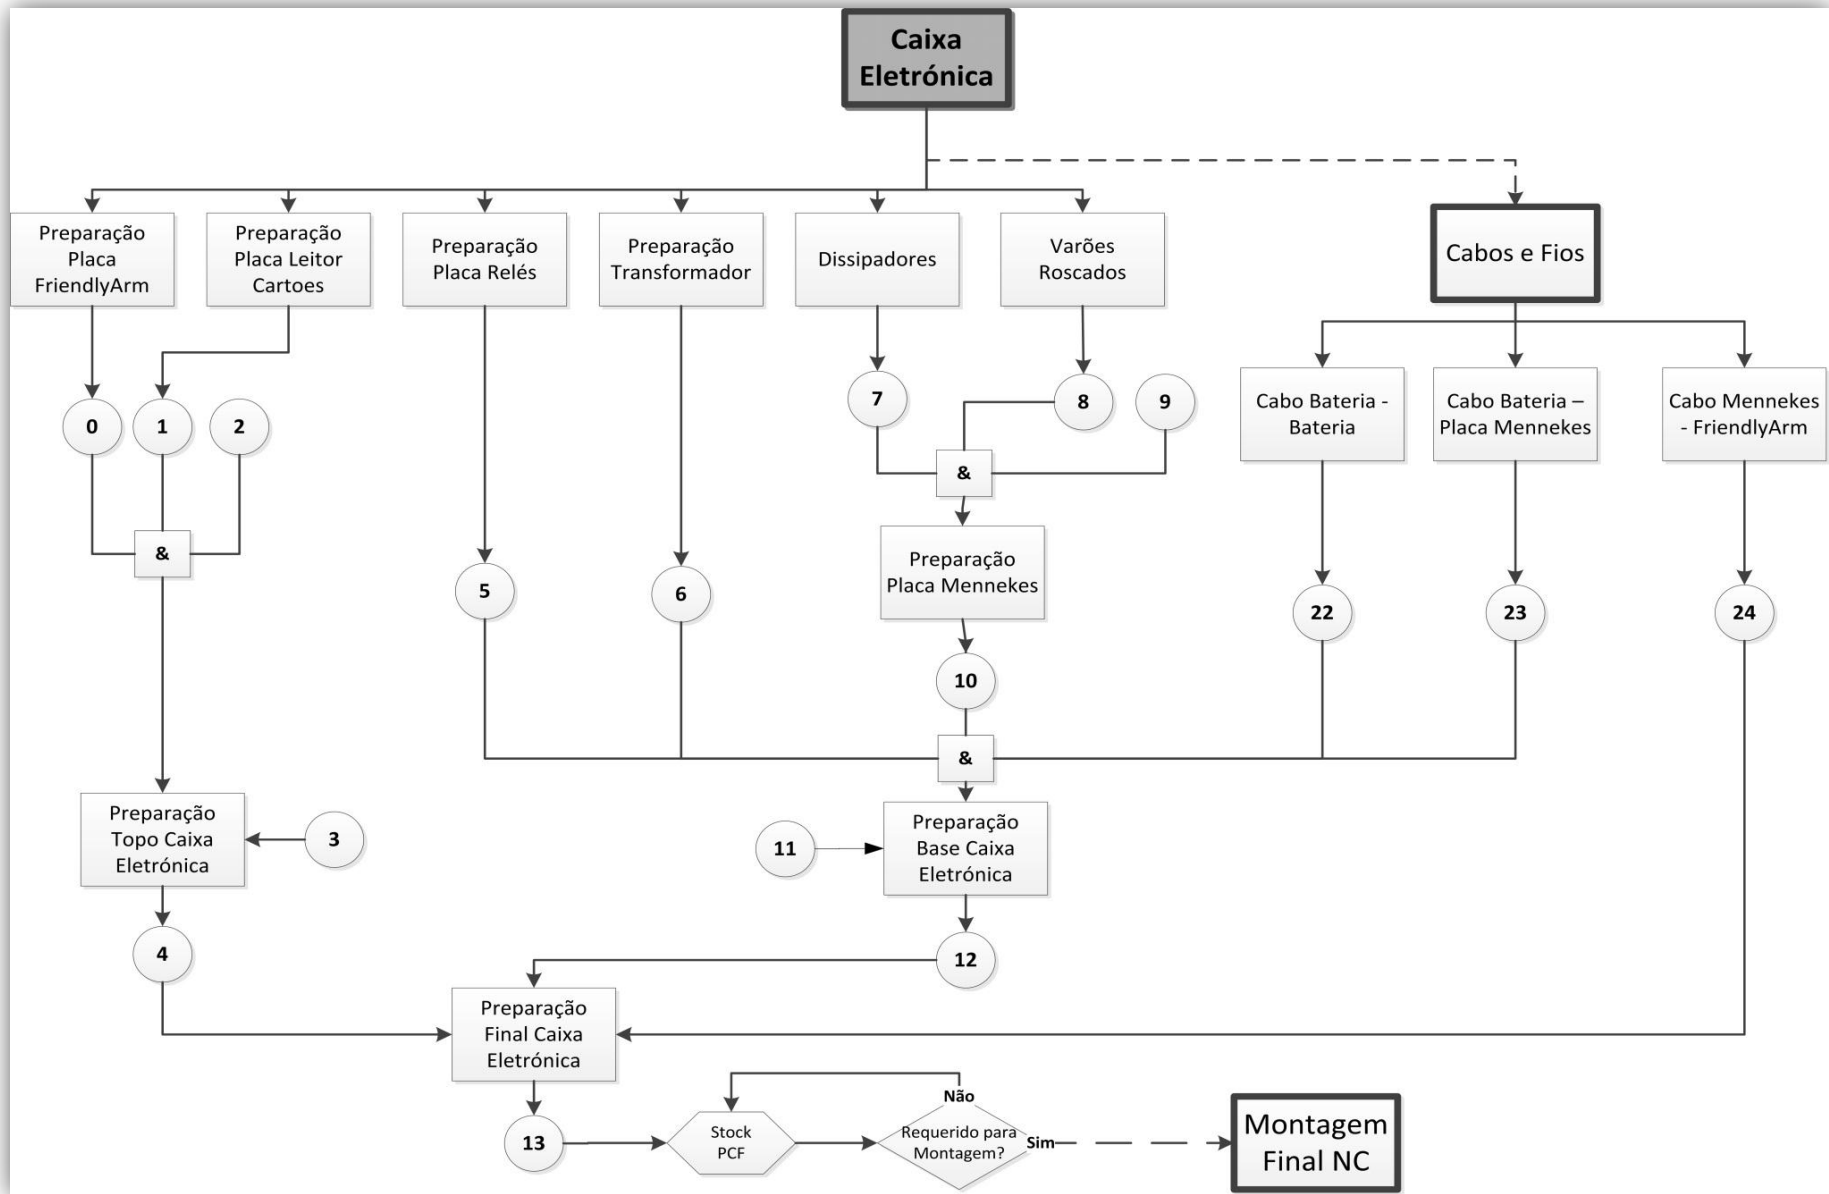 Caixa
Eletrónica
Preparação
Placa
FriendlyArm
Preparação
Placa Leitor
Cartoes
Preparação
Placa Relés
Preparação
Transformador
Dissipadores
Varões
Roscados
Cabos e Fios
0
1
2
7
8
9
Cabo Bateria -
Bateria
Cabo Bateria –
Placa Mennekes
Cabo Mennekes
- FriendlyArm
&
&
Preparação
Placa Mennekes
5
6
22
23
24
10
&
Preparação
Topo Caixa
Eletrónica
3
11
Preparação
Base Caixa
Eletrónica
4
12
Preparação
Final Caixa
Eletrónica
13
Stock
PCF
Não
Requerido para
Montagem?
Sim
Montagem
Final NC